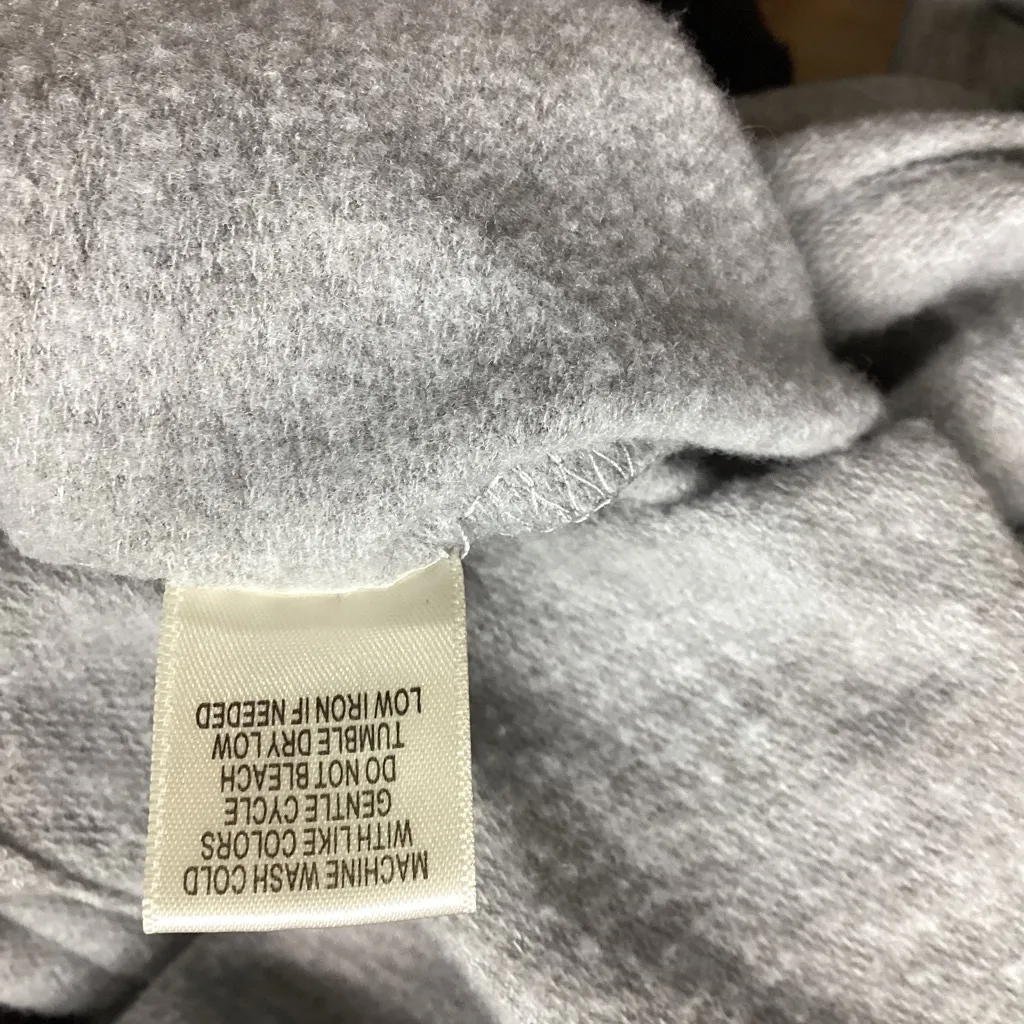 MACHINE WASH COLD
WITH LIKE COLORS
GENTLE CYCLE
DO NOT BLEACH
TUMBLE DRY LOW
LOW IRON IF NEEDED